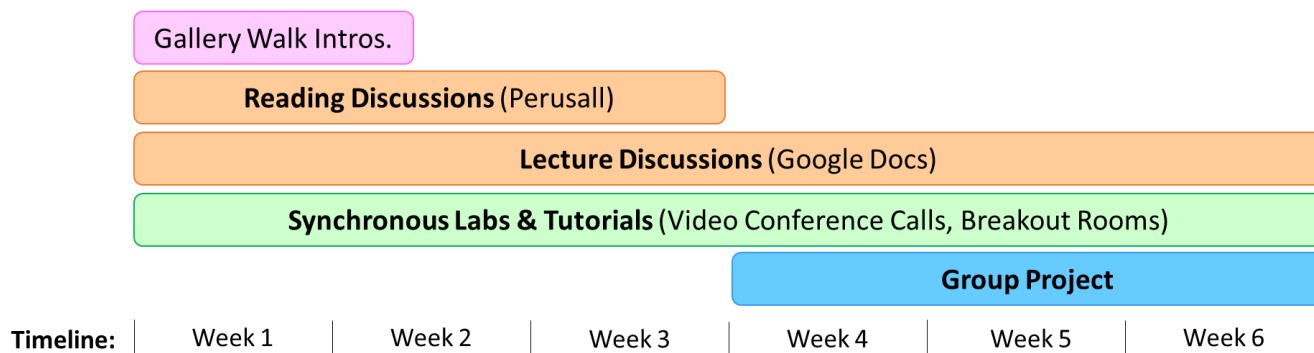 Gallery Walk Intros.
Reading Discussions (Perusall)
Lecture Discussions (Google Docs)
Synchronous Labs & Tutorials (Video Conference Calls, Breakout Rooms)
Group Project
Timeline: Week 1 Week 2 Week 3 Week 4 Week 5 Week 6